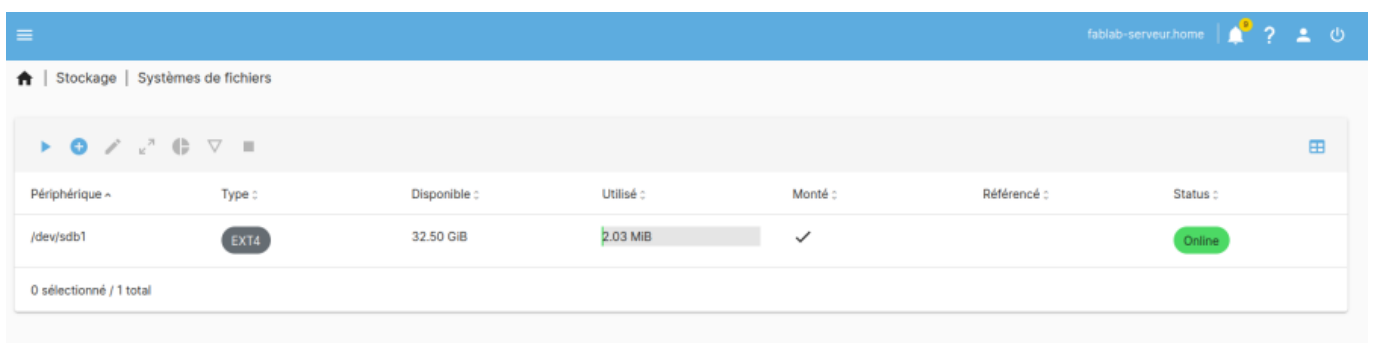 fablab-serveur.home 9 ?
Stockage | Systèmes de fichiers
Périphérique Type Disponible Utilisé Monté Référencé Status
/dev/sdb1 EXT4 32.50 GiB 2.03 MiB Online
0 sélectionné / 1 total